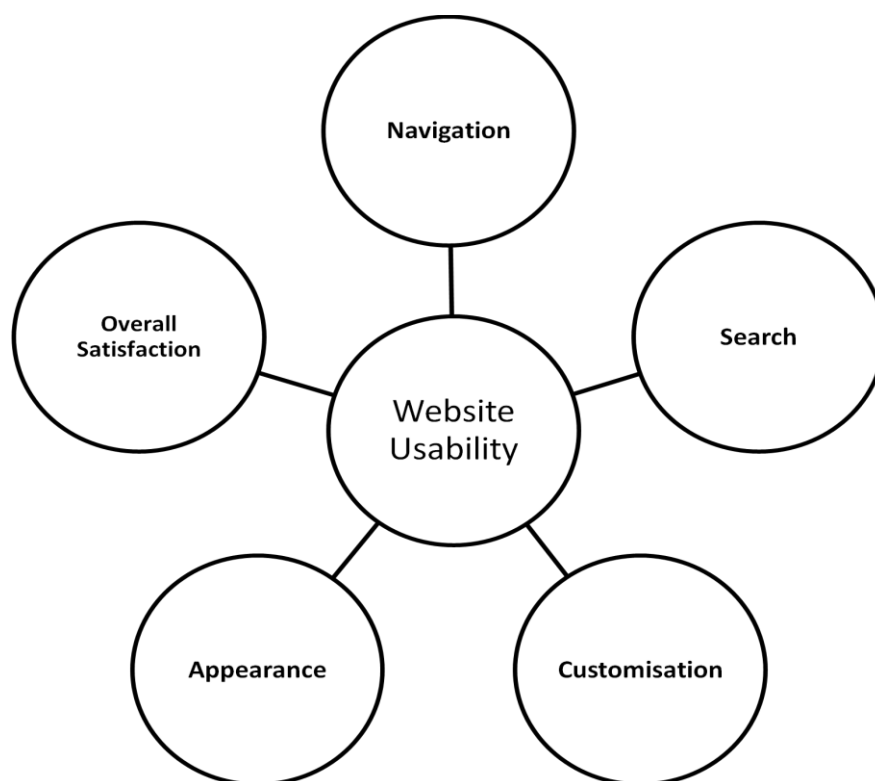 Navigation
Overall
Satisfaction
Search
Website
Usability
Appearance
Customisation